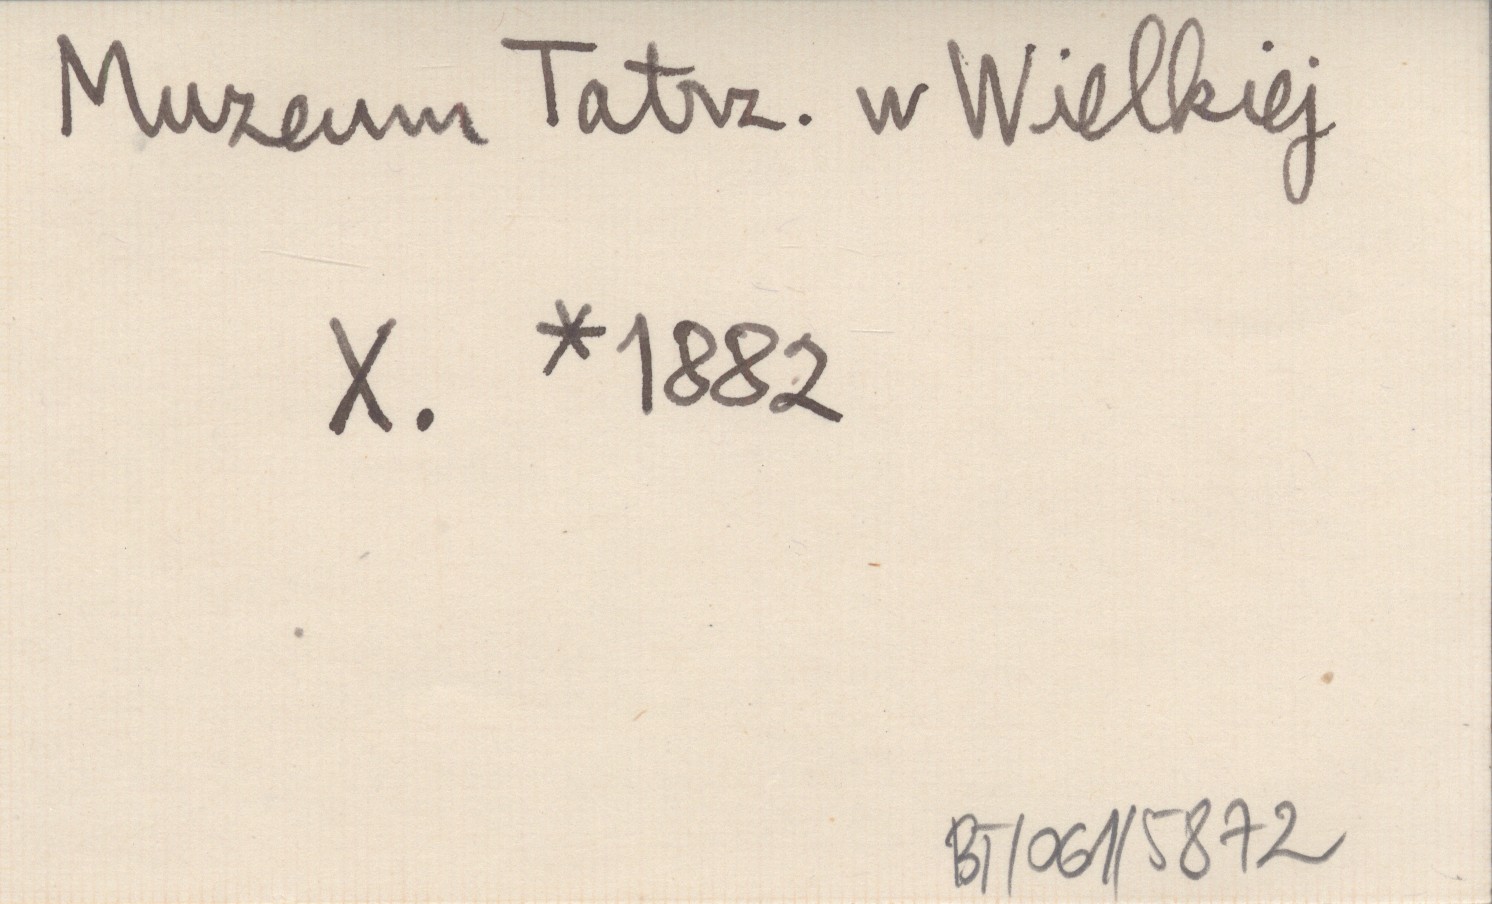 Muzeum Tatrz. w Wielkiej
X. *1882
BT/061/5872